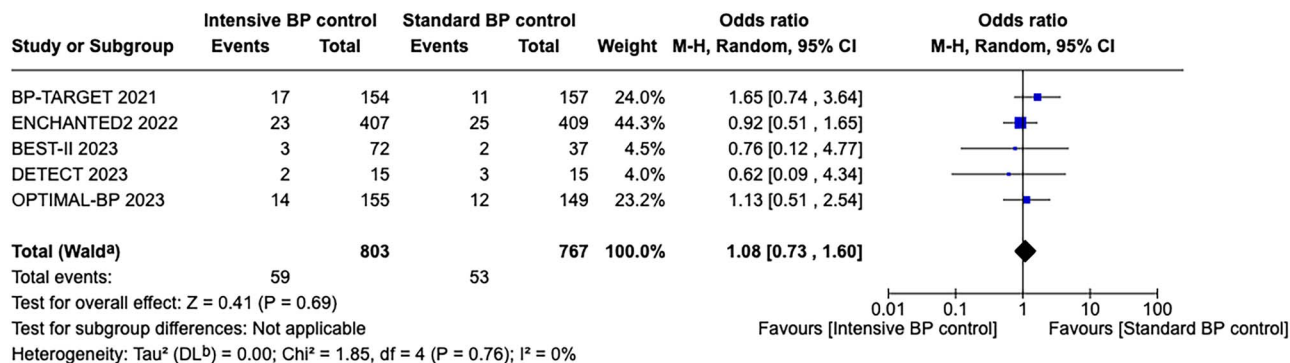 Intensive BP control Standard BP control Odds ratio Odds ratio
Study or Subgroup Events Total Events Total Weight M-H, Random, 95% CI M-H, Random, 95% CI
BP-TARGET 2021 17 154 11 157 24.0% 1.65 [0.74 , 3.64]
ENCHANTED2 2022 23 407 25 409 44.3% 0.92 [0.51 , 1.65]
BEST-II 2023 3 72 2 37 4.5% 0.76 [0.12 , 4.77]
DETECT 2023 2 15 3 15 4.0% 0.62 [0.09 , 4.34]
OPTIMAL-BP 2023 14 155 12 149 23.2% 1.13 [0.51 , 2.54]
Total (Waldᵃ) 803 767 100.0% 1.08 [0.73 , 1.60]
Total events: 59 53
Test for overall effect: Z = 0.41 (P = 0.69) 0.01 0.1 1 10 100
Test for subgroup differences: Not applicable Favours [Intensive BP control] Favours [Standard BP control]
Heterogeneity: Tau² (DLᵇ) = 0.00; Chi² = 1.85, df = 4 (P = 0.76); I² = 0%